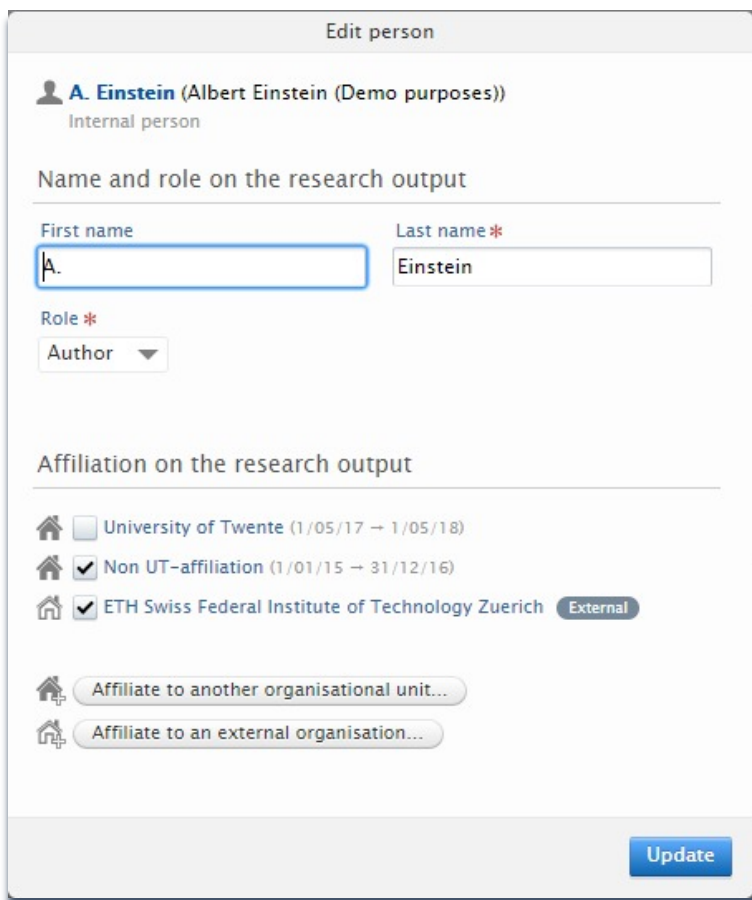 Edit person
A. Einstein (Albert Einstein (Demo purposes))
Internal person
Name and role on the research output
First name Last name *
A. Einstein
Role *
Author
Affiliation on the research output
University of Twente (1/05/17 → 1/05/18)
Non UT-affiliation (1/01/15 → 31/12/16)
ETH Swiss Federal Institute of Technology Zuerich External
Affiliate to another organisational unit...
Affiliate to an external organisation...
Update